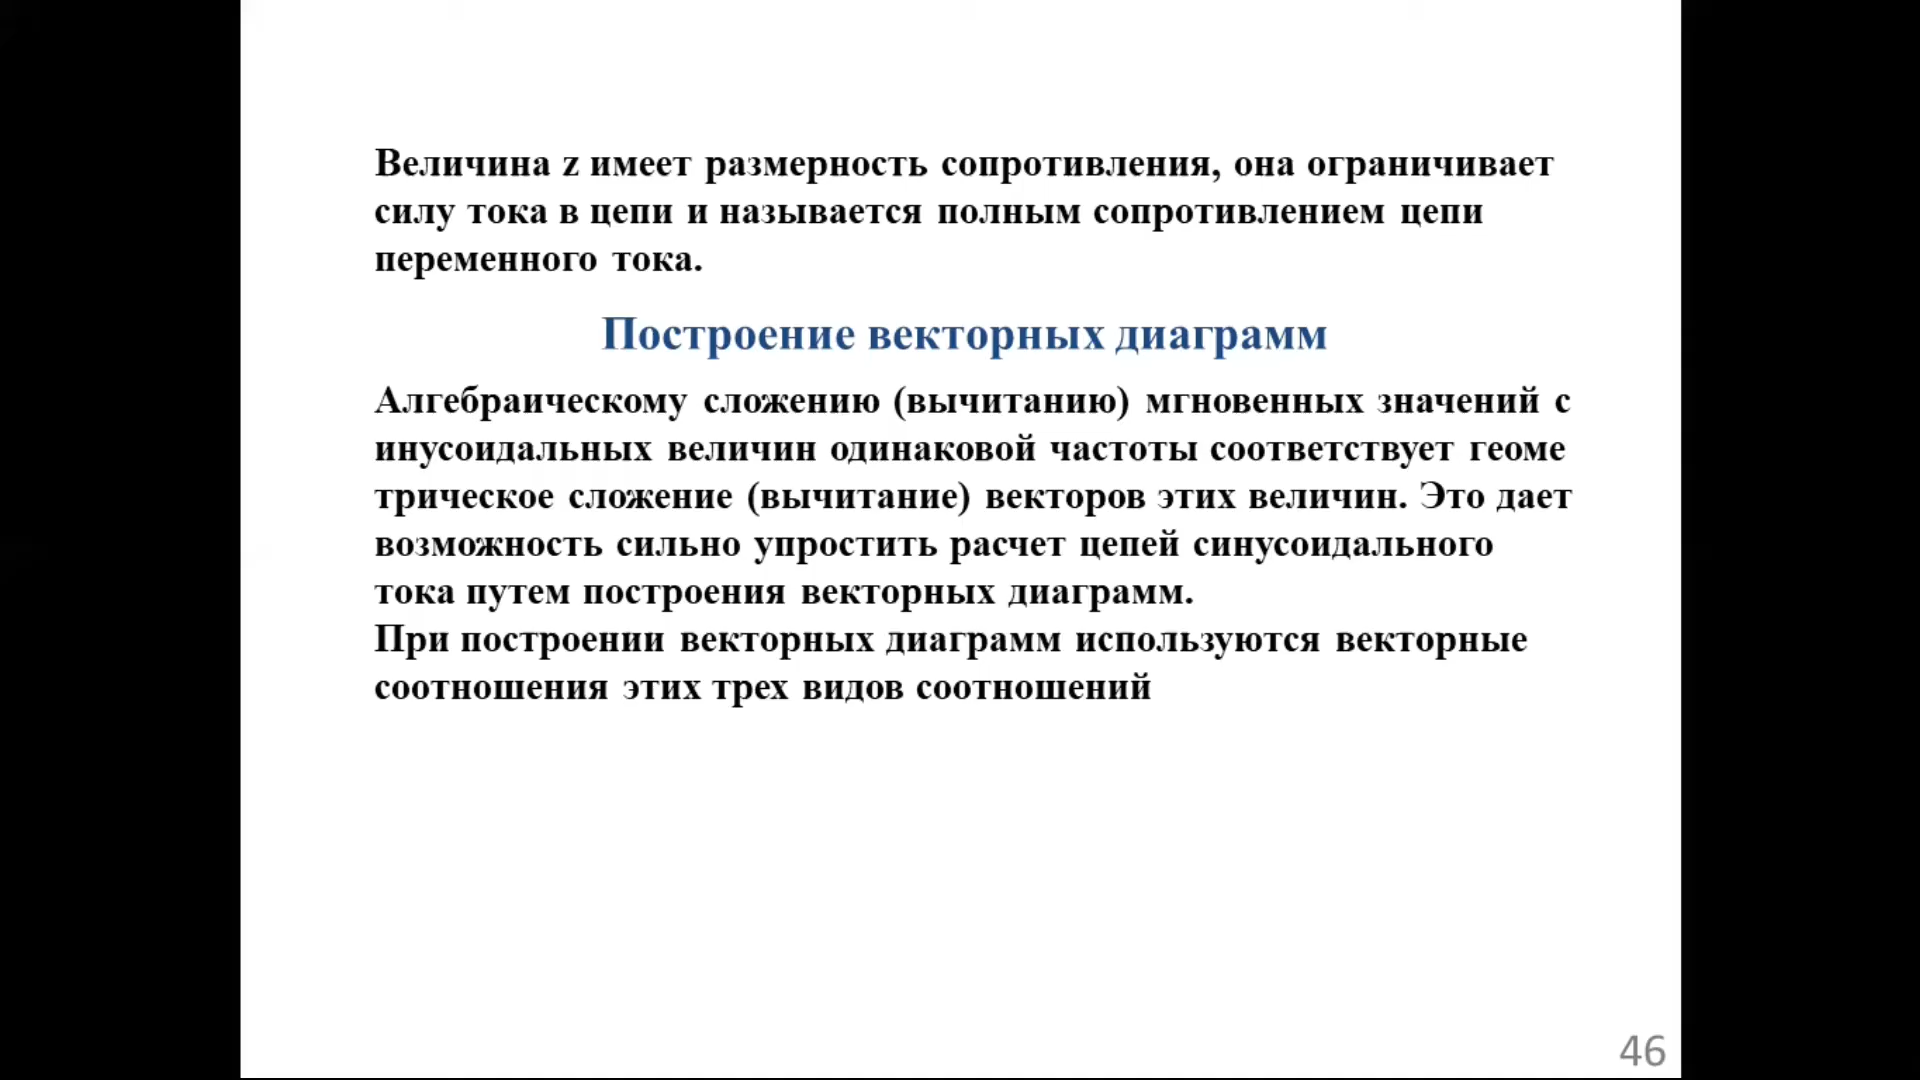 Величина z имеет размерность сопротивления, она ограничивает
силу тока в цепи и называется полным сопротивлением цепи
переменного тока.
Построение векторных диаграмм
Алгебраическому сложению (вычитанию) мгновенных значений с
инусоидальных величин одинаковой частоты соответствует геоме
трическое сложение (вычитание) векторов этих величин. Это дает
возможность сильно упростить расчет цепей синусоидального
тока путем построения векторных диаграмм.
При построении векторных диаграмм используются векторные
соотношения этих трех видов соотношений
46